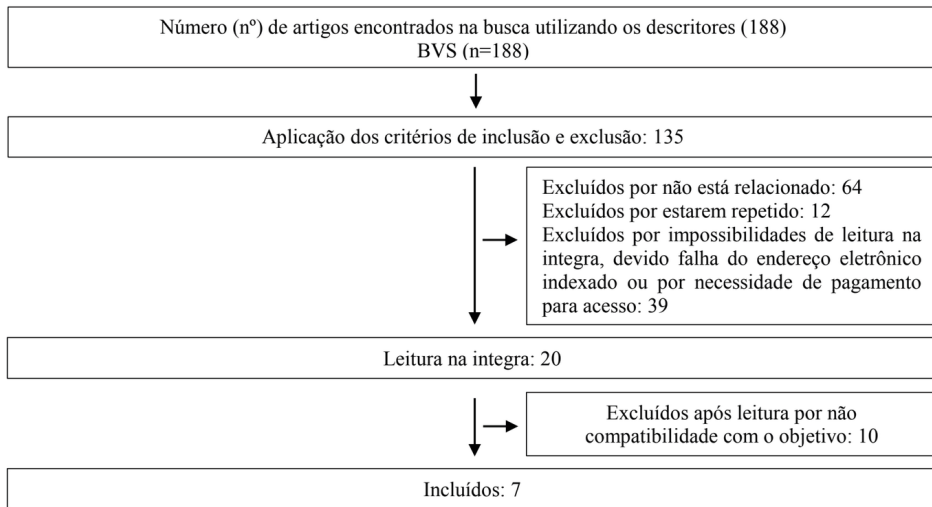 Número (nº) de artigos encontrados na busca utilizando os descritores (188)
BVS (n=188)
Aplicação dos critérios de inclusão e exclusão: 135
Excluídos por não está relacionado: 64
Excluídos por estarem repetido: 12
Excluídos por impossibilidades de leitura na
integra, devido falha do endereço eletrônico
indexado ou por necessidade de pagamento
para acesso: 39
Leitura na integra: 20
Excluídos após leitura por não
compatibilidade com o objetivo: 10
Incluídos: 7